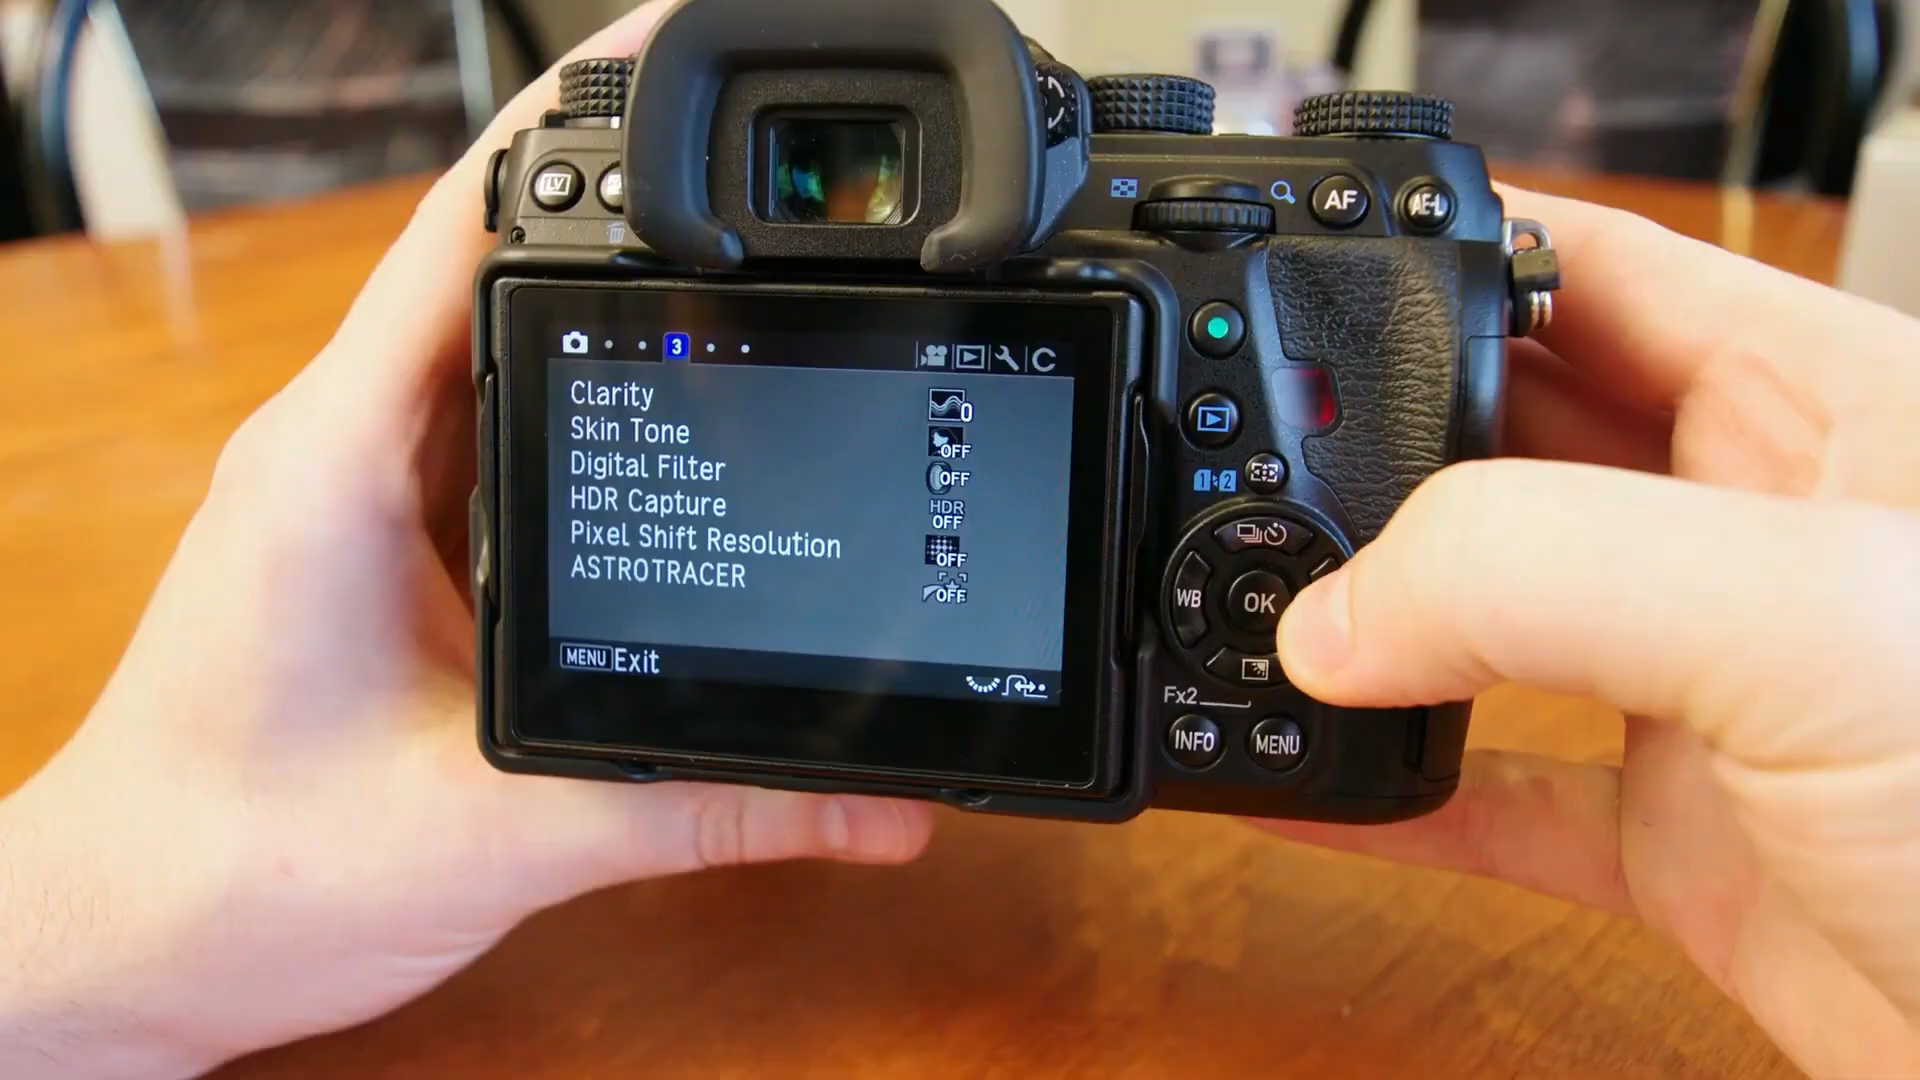 LV
AF
AE-L
3
Clarity 0
Skin Tone OFF
Digital Filter OFF
HDR Capture HDR OFF
Pixel Shift Resolution OFF
ASTROTRACER OFF
MENU Exit
1 2
WB
OK
Fx2
INFO
MENU